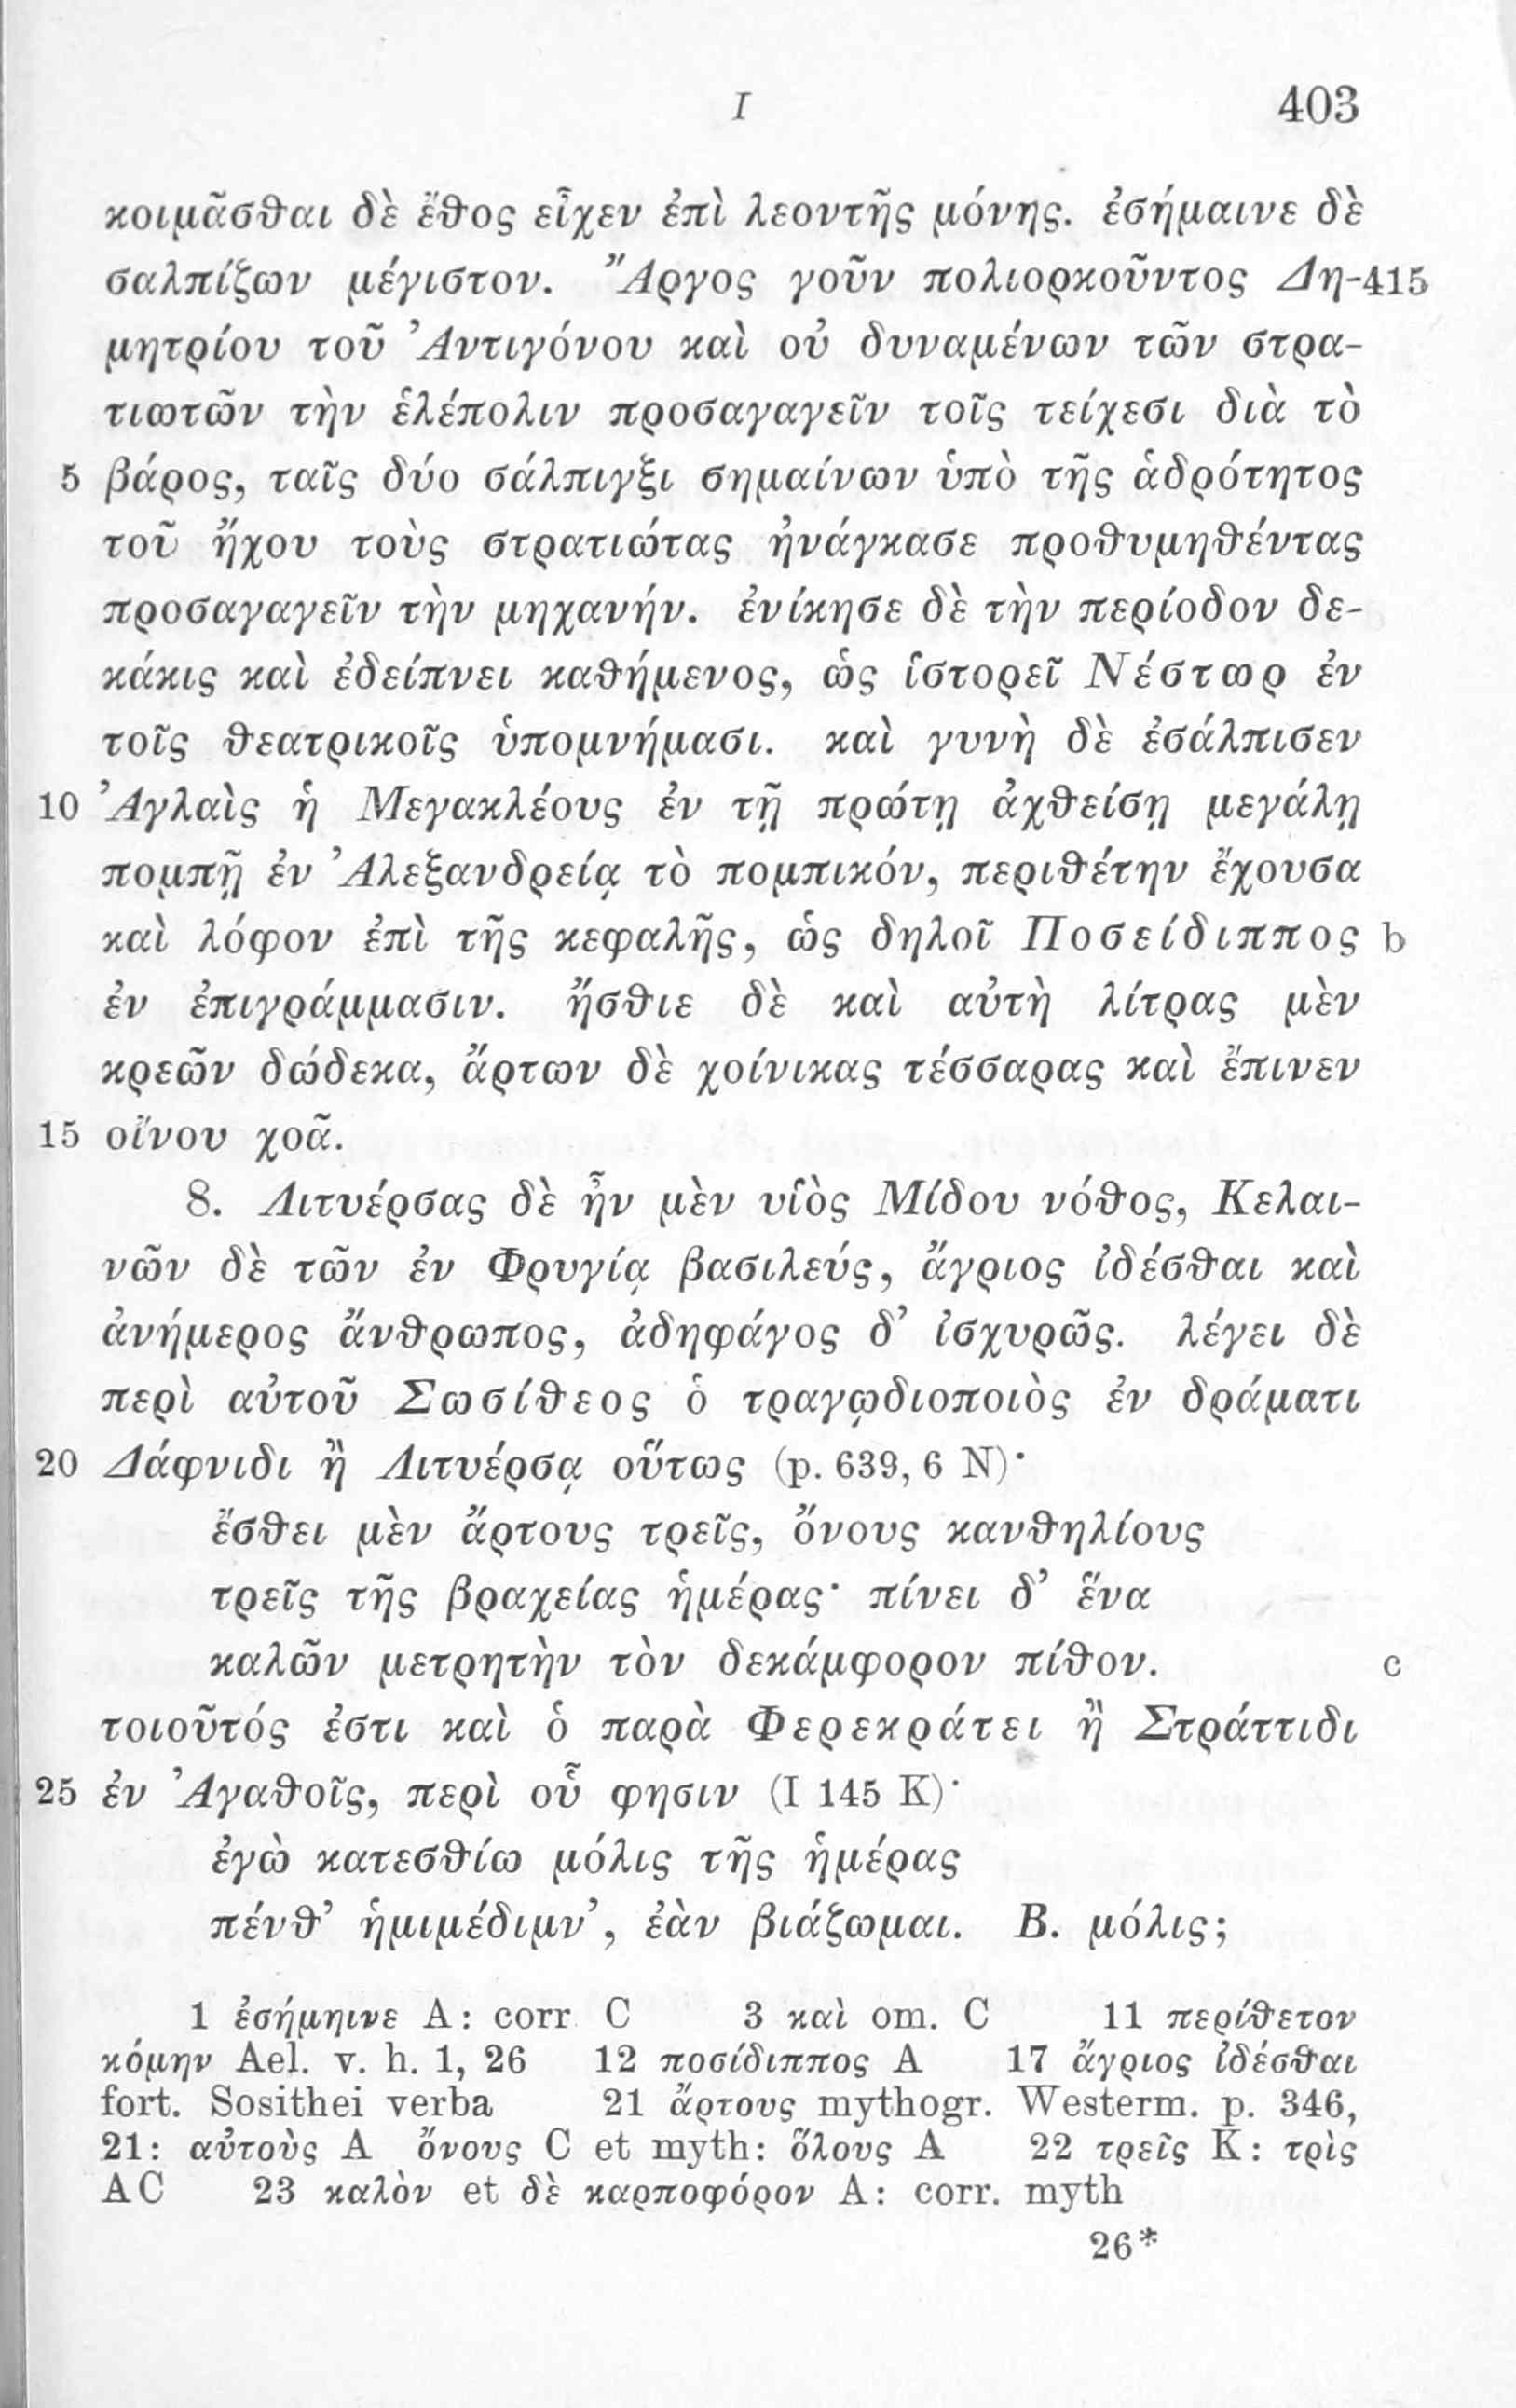 I 403
κοιμᾶσθαι δὲ ἔθος εἶχεν ἐπὶ λεοντῆς μόνης. ἐσήμαινε δὲ
σαλπίζων μέγιστον. Ἄργος γοῦν πολιορκοῦντος Δη-415
μητρίου τοῦ Ἀντιγόνου καὶ οὐ δυναμένων τῶν στρα-
τιωτῶν τὴν ἑλέπολιν προσαγαγεῖν τοῖς τείχεσι διὰ τὸ
5 βάρος, ταῖς δύο σάλπιγξι σημαίνων ὑπὸ τῆς ἁδρότητος
τοῦ ἤχου τοὺς στρατιώτας ἠνάγκασε προθυμηθέντας
προσαγαγεῖν τὴν μηχανήν. ἐνίκησε δὲ τὴν περίοδον δε-
κάκις καὶ ἐδείπνει καθήμενος, ὡς ἱστορεῖ Νέστωρ ἐν
τοῖς θεατρικοῖς ὑπομνήμασι. καὶ γυνὴ δὲ ἐσάλπισεν
10 Ἀγλαὶς ἡ Μεγακλέους ἐν τῇ πρώτῃ ἀχθείσῃ μεγάλῃ
πομπῇ ἐν Ἀλεξανδρείᾳ τὸ πομπικόν, περιθέτην ἔχουσα
καὶ λόφον ἐπὶ τῆς κεφαλῆς, ὡς δηλοῖ Ποσείδιππος b
ἐν ἐπιγράμμασιν. ἤσθιε δὲ καὶ αὐτὴ λίτρας μὲν
κρεῶν δώδεκα, ἄρτων δὲ χοίνικας τέσσαρας καὶ ἔπινεν
15 οἴνου χοᾶ.
8. Λιτυέρσας δὲ ἦν μὲν υἱὸς Μίδου νόθος, Κελαι-
νῶν δὲ τῶν ἐν Φρυγίᾳ βασιλεύς, ἄγριος ἰδέσθαι καὶ
ἀνήμερος ἄνθρωπος, ἀδηφάγος δ’ ἰσχυρῶς. λέγει δὲ
περὶ αὐτοῦ Σωσίθεος ὁ τραγῳδιοποιὸς ἐν δράματι
20 Δάφνιδι ἢ Λιτυέρσᾳ οὕτως (p. 639, 6 N)·
ἔσθει μὲν ἄρτους τρεῖς, ὄνους κανθηλίους
τρεῖς τῆς βραχείας ἡμέρας· πίνει δ’ ἕνα
καλῶν μετρητὴν τὸν δεκάμφορον πίθον. c
τοιοῦτός ἐστι καὶ ὁ παρὰ Φερεκράτει ἢ Στράττιδι
25 ἐν Ἀγαθοῖς, περὶ οὗ φησιν (I 145 K)·
ἐγὼ κατεσθίω μόλις τῆς ἡμέρας
πένθ’ ἡμιμέδιμν’, ἐὰν βιάζωμαι. B. μόλις;
1 ἐσήμηινε A: corr C 3 καὶ om. C 11 περίθετον
κόμην Ael. v. h. 1, 26 12 ποσίδιππος A 17 ἄγριος ἰδέσθαι
fort. Sosithei verba 21 ἄρτους mythogr. Westerm. p. 346,
21: αὐτοὺς A ὄνους C et myth: ὅλους A 22 τρεῖς K: τρὶς
AC 23 καλὸν et δὲ καρποφόρον A: corr. myth
26*